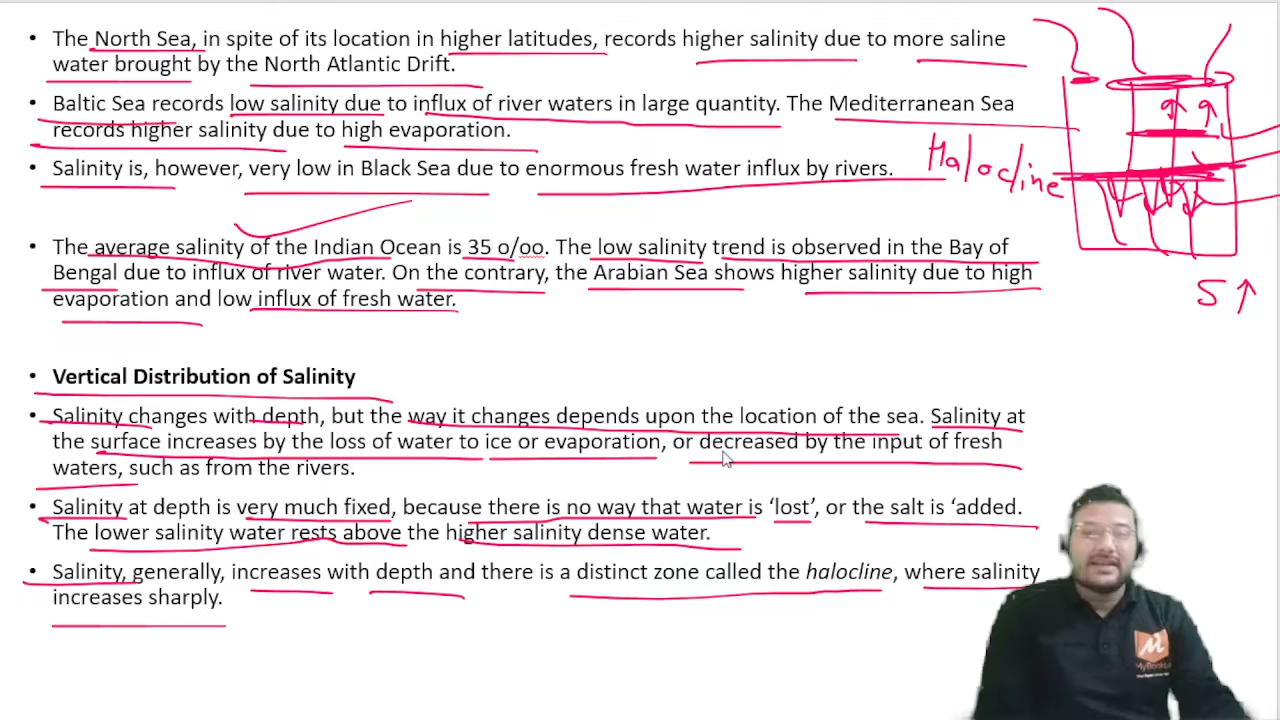 • The North Sea, in spite of its location in higher latitudes, records higher salinity due to more saline
water brought by the North Atlantic Drift.
• Baltic Sea records low salinity due to influx of river waters in large quantity. The Mediterranean Sea
records higher salinity due to high evaporation.
• Salinity is, however, very low in Black Sea due to enormous fresh water influx by rivers.
Halocline
• The average salinity of the Indian Ocean is 35 o/oo. The low salinity trend is observed in the Bay of
Bengal due to influx of river water. On the contrary, the Arabian Sea shows higher salinity due to high
evaporation and low influx of fresh water.
S ↑
• Vertical Distribution of Salinity
• Salinity changes with depth, but the way it changes depends upon the location of the sea. Salinity at
the surface increases by the loss of water to ice or evaporation, or decreased by the input of fresh
waters, such as from the rivers.
• Salinity at depth is very much fixed, because there is no way that water is ‘lost’, or the salt is ‘added.
The lower salinity water rests above the higher salinity dense water.
• Salinity, generally, increases with depth and there is a distinct zone called the halocline, where salinity
increases sharply.